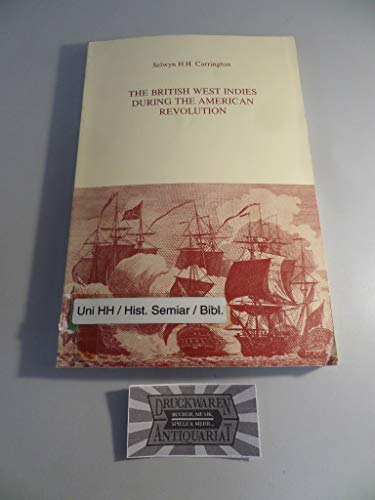 Selwyn H.H. Carrington
THE BRITISH WEST INDIES
DURING THE AMERICAN
REVOLUTION
Uni HH / Hist. Semiar / Bibl.
DRUCKWAREN
BÜCHER, MUSIK,
SPIELE & MEHR...
ANTIQUARIAT